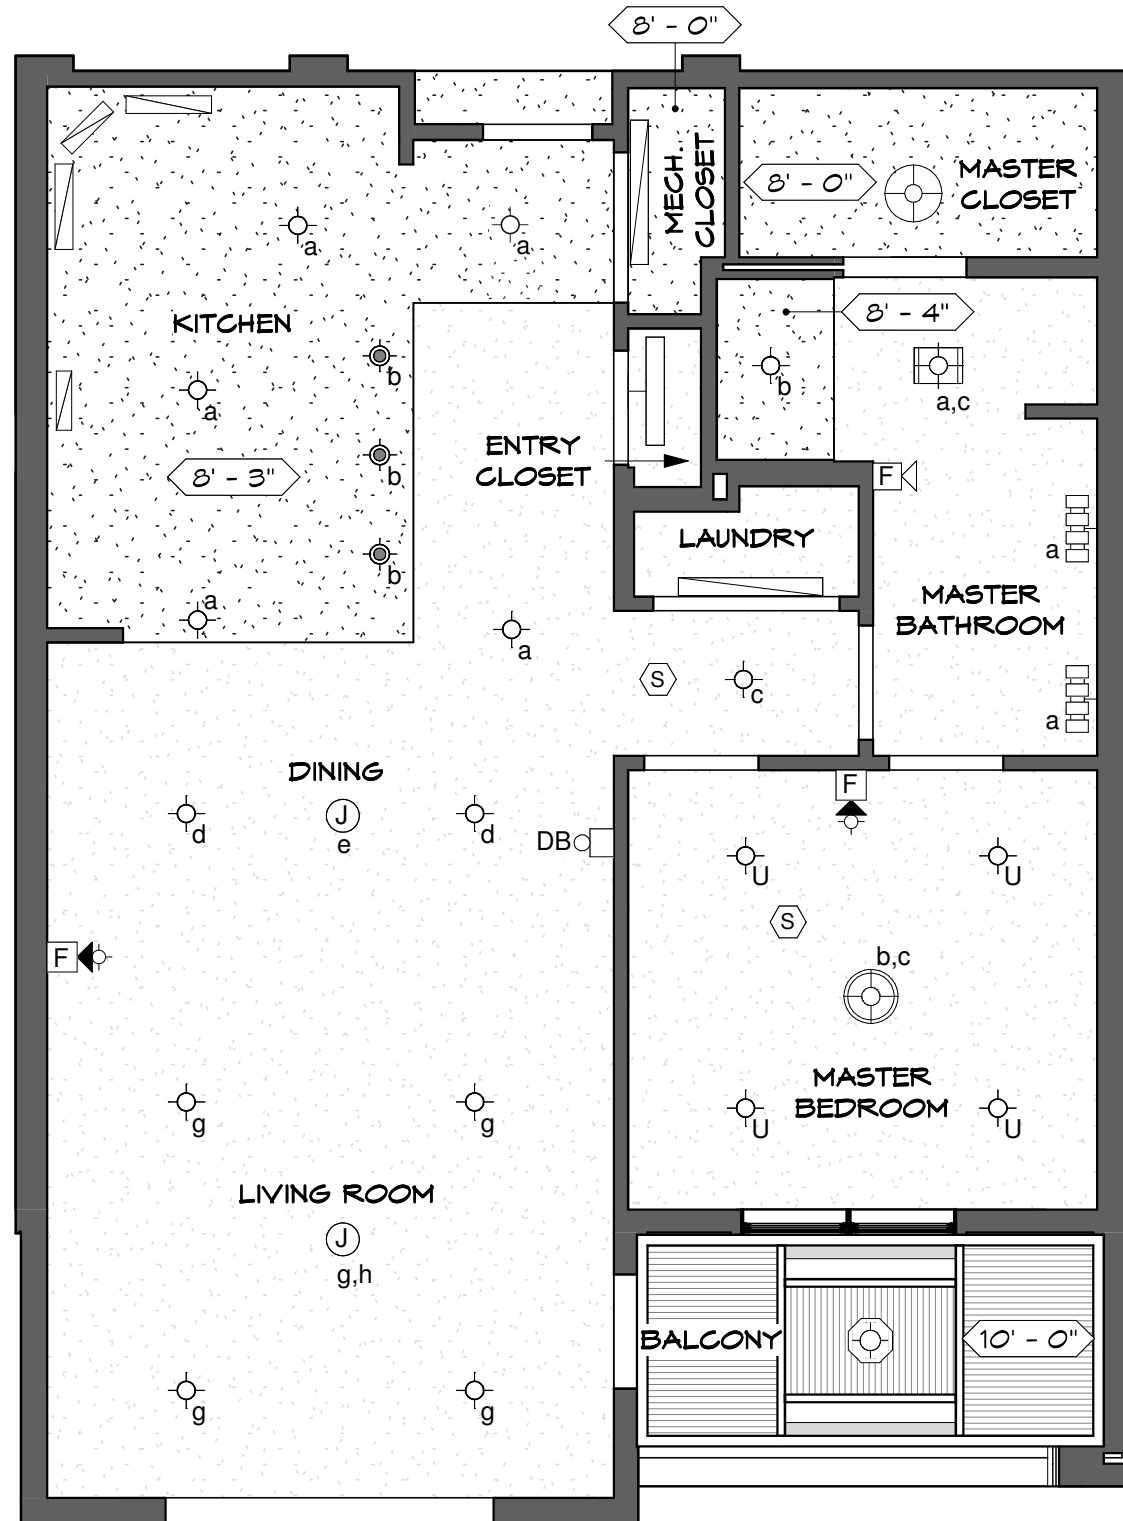 8' - 0"
MECH.
CLOSET
8' - 0"
MASTER
CLOSET
a
a
KITCHEN
8' - 4"
b
b
a,c
a
ENTRY
CLOSET
8' - 3"
b
F
LAUNDRY
a
b
MASTER
BATHROOM
a
a
S
c
a
DINING
F
J
e
d
d
DB
U
U
S
F
b,c
MASTER
BEDROOM
g
g
U
U
LIVING ROOM
J
g,h
BALCONY
10' - 0"
g
g